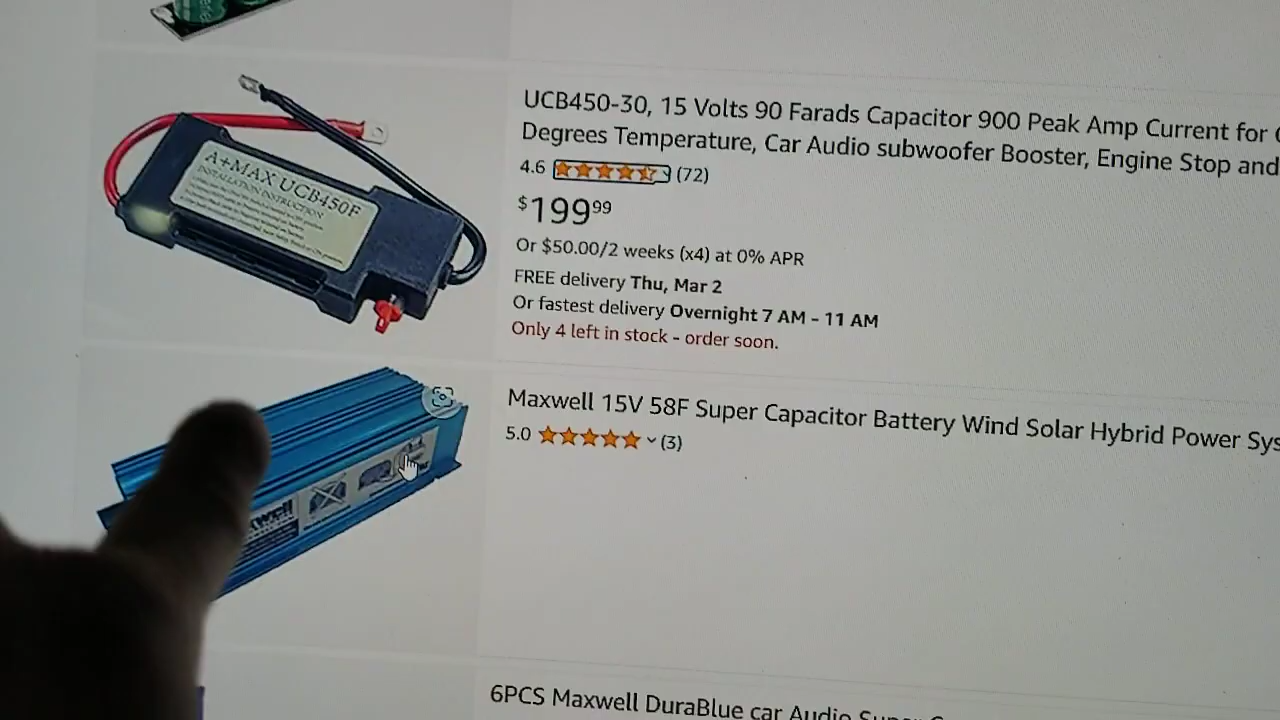 A+MAX UCB450F
INSTALLATION INSTRUCTION
UCB450-30, 15 Volts 90 Farads Capacitor 900 Peak Amp Current for
Degrees Temperature, Car Audio subwoofer Booster, Engine Stop and
4.6 (72)
$199 99
Or $50.00/2 weeks (x4) at 0% APR
FREE delivery Thu, Mar 2
Or fastest delivery Overnight 7 AM - 11 AM
Only 4 left in stock - order soon.
Maxwell 15V 58F Super Capacitor Battery Wind Solar Hybrid Power Sys
5.0 (3)
6PCS Maxwell DuraBlue car Audio